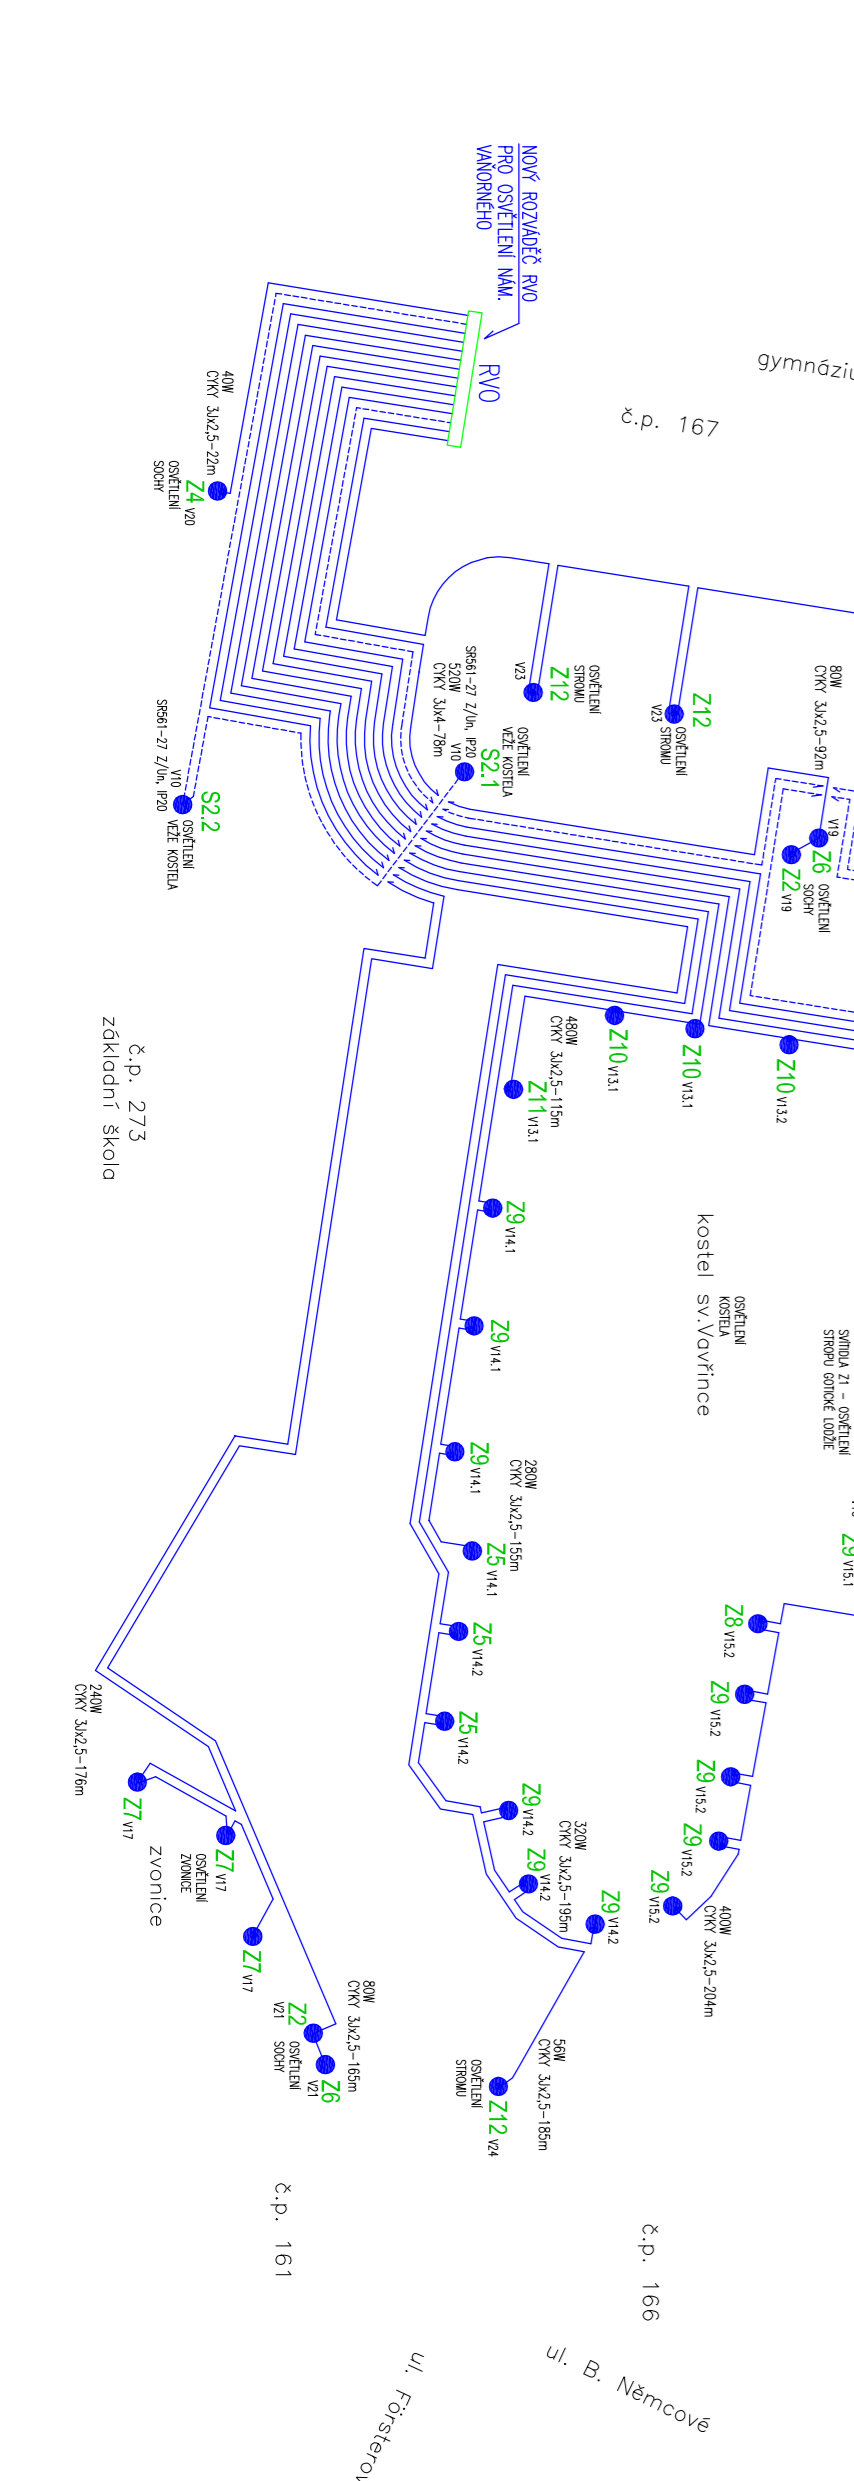 NOVÝ ROZVÁDĚČ RVO
PRO OSVĚTLENÍ NÁM.
VAŇORNÉHO
RVO
č.p. 167
40W
CYKY 3Jx2,5-22m
Z4 V20
OSVĚTLENÍ
SOCHY
Z12
V23
OSVĚTLENÍ
STROMU
Z12
V23
OSVĚTLENÍ
STROMU
80W
CYKY 3Jx2,5-92m
V19
Z6
Z2 V19
OSVĚTLENÍ
SOCHY
SR561-27 Z/Un, IP20
520W
CYKY 3Jx4-78m
V10
S2.1
OSVĚTLENÍ
VEŽE KOSTELA
S2.2
V10
SR561-27 Z/Un, IP20
OSVĚTLENÍ
VEŽE KOSTELA
č.p. 273
základní škola
480W
CYKY 3Jx2,5-115m
Z10 V13.1
Z10 V13.1
Z10 V13.2
Z11 V13.1
Z9 V14.1
Z9 V14.1
Z9 V14.1
280W
CYKY 3Jx2,5-155m
Z5 V14.1
Z5 V14.2
Z5 V14.2
kostel sv.Vavřince
OSVĚTLENÍ
KOSTELA
SVÍTIDLA Z1 - OSVĚTLENÍ
STROPU GOTICKÉ LODŽIE
Z9 V15.1
Z8 V15.2
Z9 V15.2
Z9 V15.2
Z9 V15.2
Z9 V15.2
400W
CYKY 3Jx2,5-204m
Z9 V14.2
Z9 V14.2
320W
CYKY 3Jx2,5-195m
Z9 V14.2
240W
CYKY 3Jx2,5-176m
Z7 V17
Z7 V17
OSVĚTLENÍ
ZVONICE
zvonice
Z7 V17
80W
CYKY 3Jx2,5-165m
Z2
V21
Z6
V21
OSVĚTLENÍ
SOCHY
56W
CYKY 3Jx2,5-185m
Z12 V24
OSVĚTLENÍ
STROMU
č.p. 161
č.p. 166
ul. B. Němcové
ul.